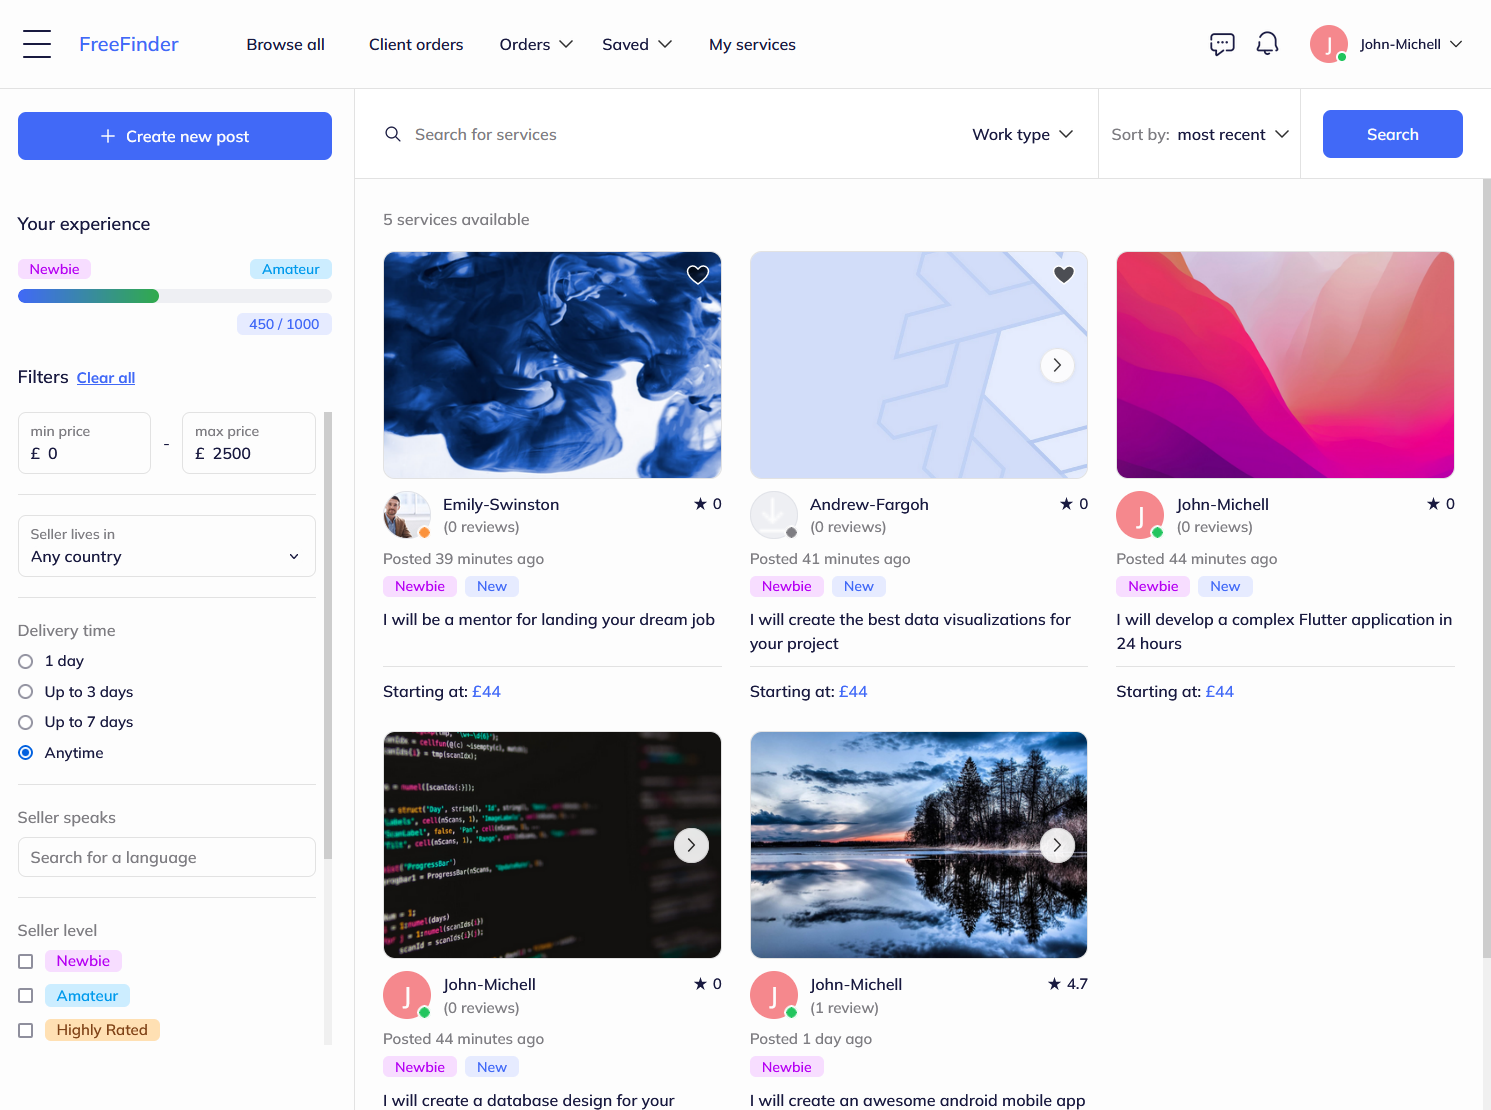 FreeFinder
Browse all
Client orders
Orders
Saved
My services
J
John-Michell
Create new post
Search for services
Work type
Sort by: most recent
Search
Your experience
Newbie
Amateur
450 / 1000
Filters Clear all
min price
£ 0
-
max price
£ 2500
Seller lives in
Any country
Delivery time
1 day
Up to 3 days
Up to 7 days
Anytime
Seller speaks
Search for a language
Seller level
Newbie
Amateur
Highly Rated
5 services available
Emily-Swinston
★ 0
(0 reviews)
Posted 39 minutes ago
Newbie New
I will be a mentor for landing your dream job
Starting at: £44
Andrew-Fargoh
★ 0
(0 reviews)
Posted 41 minutes ago
Newbie New
I will create the best data visualizations for
your project
Starting at: £44
J
John-Michell
★ 0
(0 reviews)
Posted 44 minutes ago
Newbie New
I will develop a complex Flutter application in
24 hours
Starting at: £44
J
John-Michell
★ 0
(0 reviews)
Posted 44 minutes ago
Newbie New
I will create a database design for your
J
John-Michell
★ 4.7
(1 review)
Posted 1 day ago
Newbie
I will create an awesome android mobile app